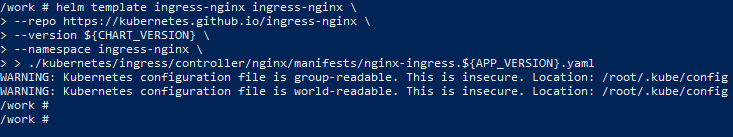 /work # helm template ingress-nginx ingress-nginx \
> --repo https://kubernetes.github.io/ingress-nginx \
> --version ${CHART_VERSION} \
> --namespace ingress-nginx \
> > ./kubernetes/ingress/controller/nginx/manifests/nginx-ingress.${APP_VERSION}.yaml
WARNING: Kubernetes configuration file is group-readable. This is insecure. Location: /root/.kube/config
WARNING: Kubernetes configuration file is world-readable. This is insecure. Location: /root/.kube/config
/work #
/work #